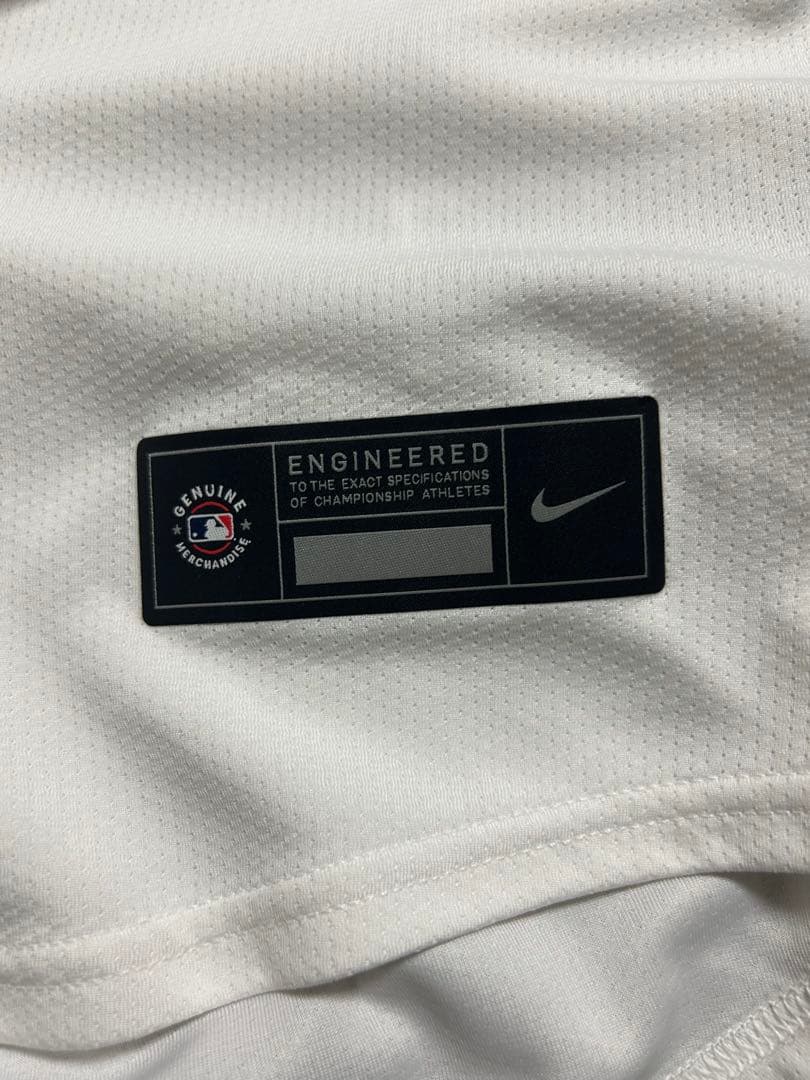 GENUINE
MERCHANDISE
ENGINEERED
TO THE EXACT SPECIFICATIONS
OF CHAMPIONSHIP ATHLETES